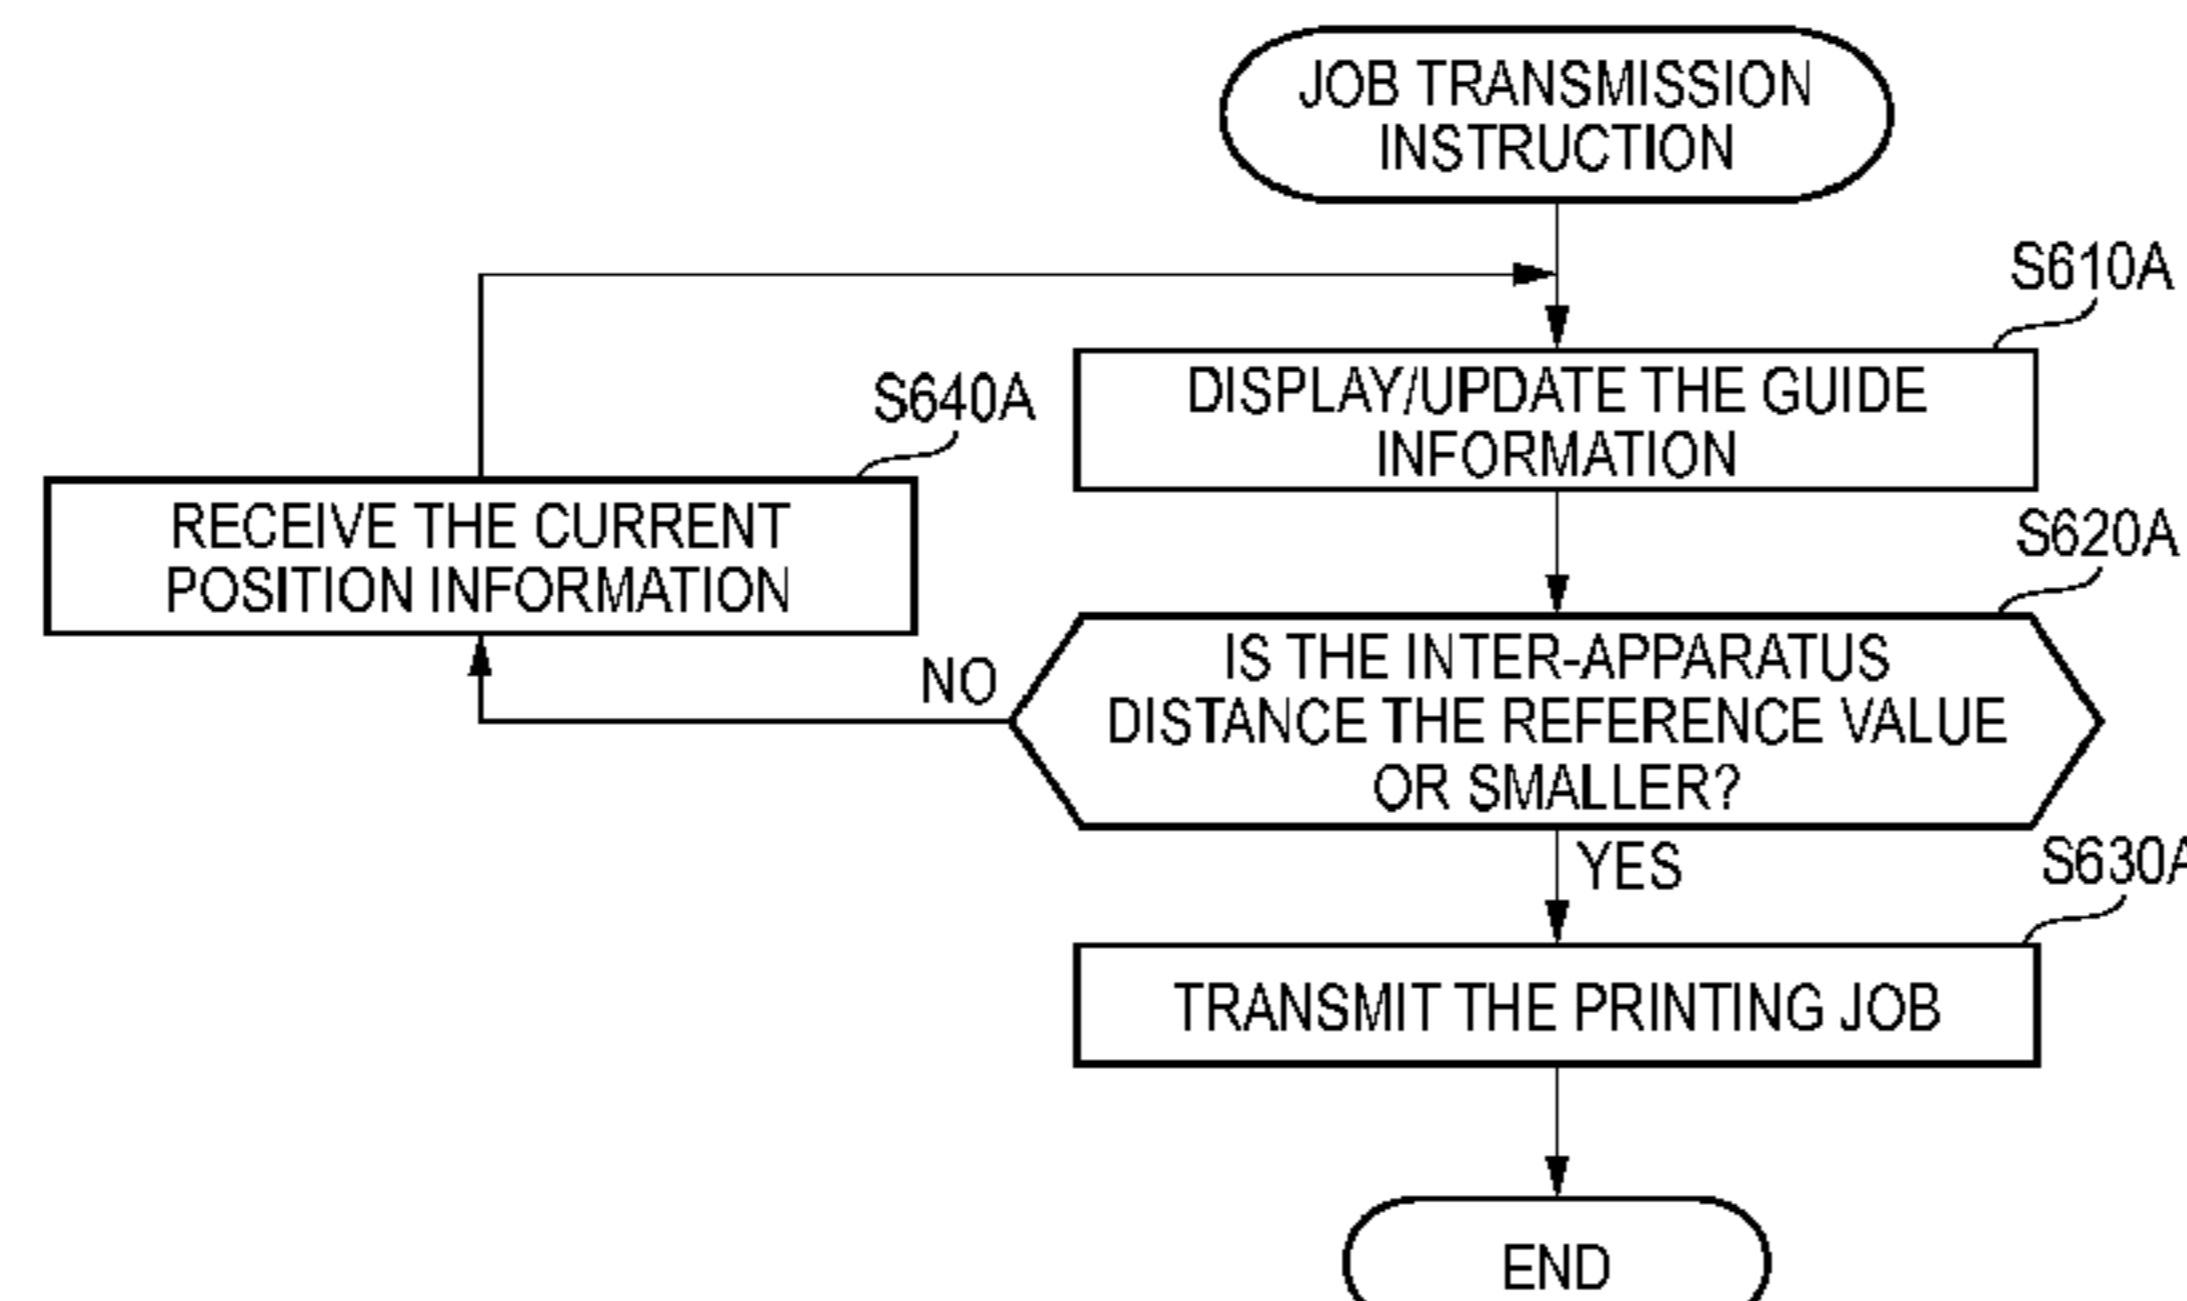 JOB TRANSMISSION
INSTRUCTION
S610A
DISPLAY/UPDATE THE GUIDE
INFORMATION
S640A
RECEIVE THE CURRENT
POSITION INFORMATION
S620A
IS THE INTER-APPARATUS
DISTANCE THE REFERENCE VALUE
OR SMALLER?
NO
YES
S630A
TRANSMIT THE PRINTING JOB
END